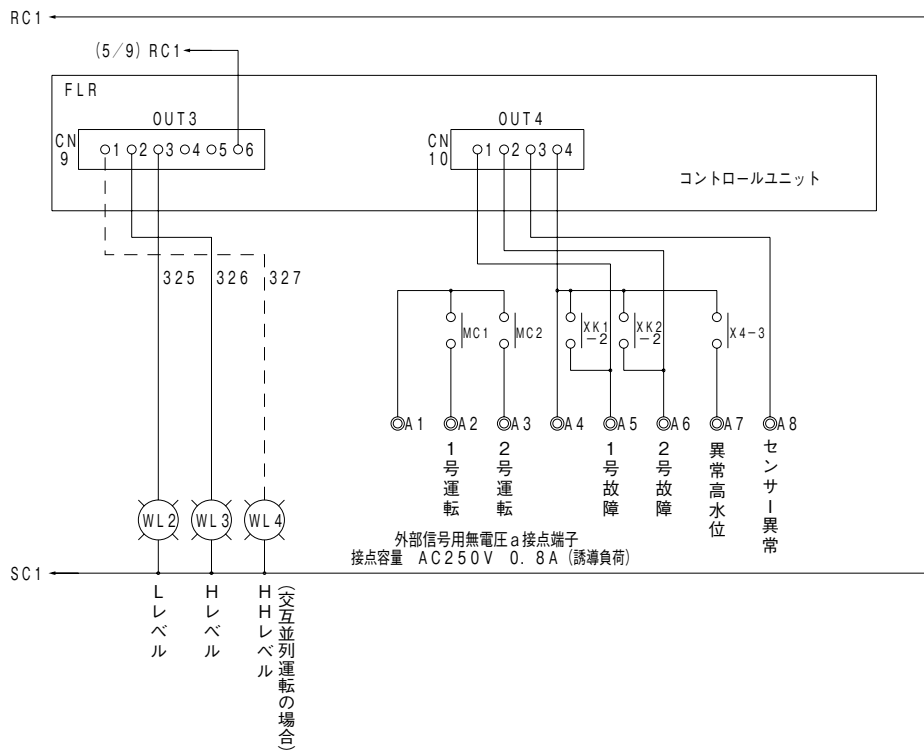 RC1
(5/9) RC1
FLR
OUT3
OUT4
CN
9
1 2 3 4 5 6
CN
10
1 2 3 4
コントロールユニット
325
326
327
MC1
MC2
XK1
-2
XK2
-2
X4-3
A1
A2
A3
A4
A5
A6
A7
A8
1号運転
2号運転
1号故障
2号故障
異常高水位
センサー異常
WL2
WL3
WL4
外部信号用無電圧a接点端子
接点容量 AC250V 0.8A (誘導負荷)
SC1
Lレベル
Hレベル
HHレベル
(交互並列運転の場合)